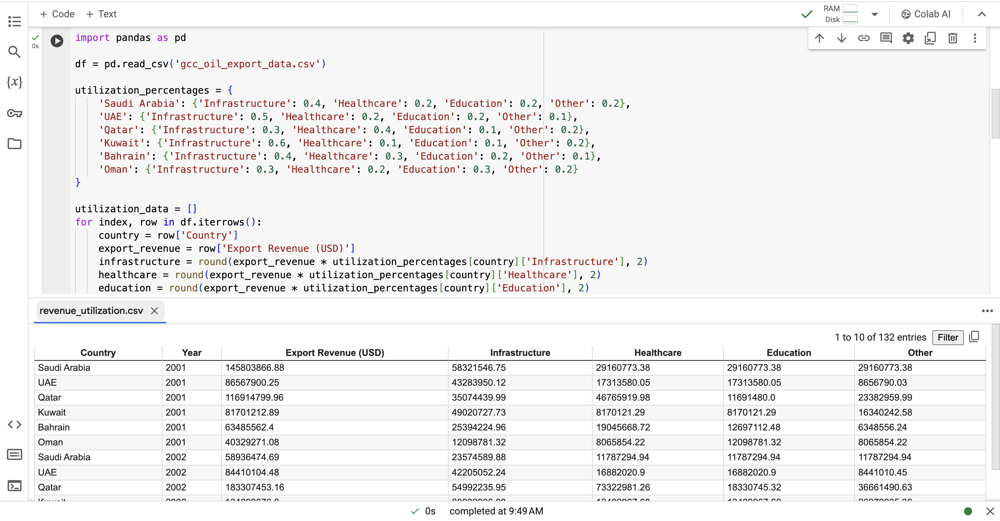 + Code + Text
RAM
Disk
Colab AI
0s
import pandas as pd
df = pd.read_csv('gcc_oil_export_data.csv')
utilization_percentages = {
'Saudi Arabia': {'Infrastructure': 0.4, 'Healthcare': 0.2, 'Education': 0.2, 'Other': 0.2},
'UAE': {'Infrastructure': 0.5, 'Healthcare': 0.2, 'Education': 0.2, 'Other': 0.1},
'Qatar': {'Infrastructure': 0.3, 'Healthcare': 0.4, 'Education': 0.1, 'Other': 0.2},
'Kuwait': {'Infrastructure': 0.6, 'Healthcare': 0.1, 'Education': 0.1, 'Other': 0.2},
'Bahrain': {'Infrastructure': 0.4, 'Healthcare': 0.3, 'Education': 0.2, 'Other': 0.1},
'Oman': {'Infrastructure': 0.3, 'Healthcare': 0.2, 'Education': 0.3, 'Other': 0.2}
}
utilization_data = []
for index, row in df.iterrows():
country = row['Country']
export_revenue = row['Export Revenue (USD)']
infrastructure = round(export_revenue * utilization_percentages[country]['Infrastructure'], 2)
healthcare = round(export_revenue * utilization_percentages[country]['Healthcare'], 2)
education = round(export_revenue * utilization_percentages[country]['Education'], 2)
{x}
revenue_utilization.csv
1 to 10 of 132 entries Filter
Country Year Export Revenue (USD) Infrastructure Healthcare Education Other
Saudi Arabia 2001 145803866.88 58321546.75 29160773.38 29160773.38 29160773.38
UAE 2001 86567900.25 43283950.12 17313580.05 17313580.05 8656790.03
Qatar 2001 116914799.96 35074439.99 46765919.98 11691480.0 23382959.99
Kuwait 2001 81701212.89 49020727.73 8170121.29 8170121.29 16340242.58
Bahrain 2001 63485562.4 25394224.96 19045668.72 12697112.48 6348556.24
Oman 2001 40329271.08 12098781.32 8065854.22 12098781.32 8065854.22
Saudi Arabia 2002 58936474.69 23574589.88 11787294.94 11787294.94 11787294.94
UAE 2002 84410104.48 42205052.24 16882020.9 16882020.9 8441010.45
Qatar 2002 183307453.16 54992235.95 73322981.26 18330745.32 36661490.63
Kuwait 2002
0s completed at 9:49 AM